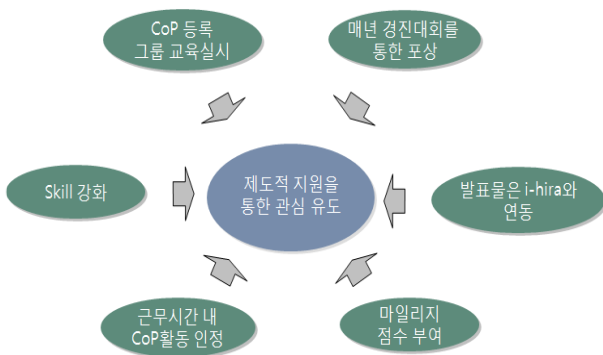 CoP 등록
그룹 교육실시
매년 경진대회를
통한 포상
Skill 강화
제도적 지원을
통한 관심 유도
발표물은 i-hira와
연동
근무시간 내
CoP활동 인정
마일리지
점수 부여